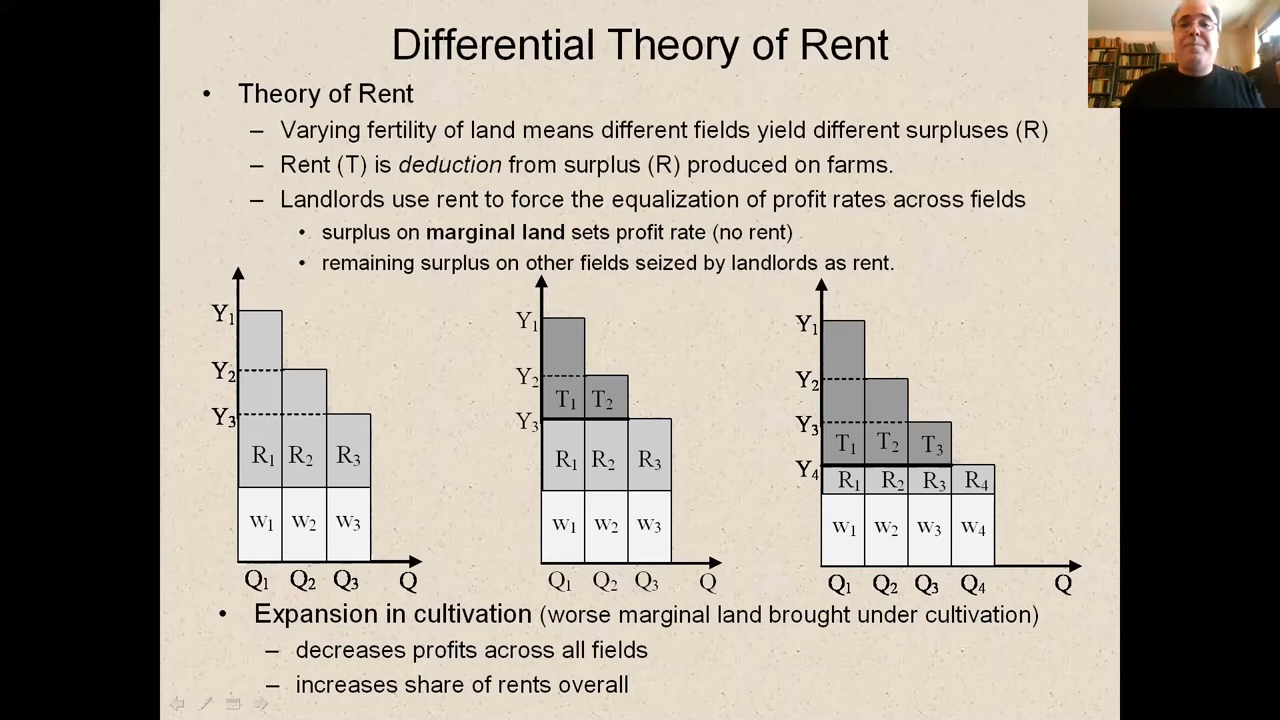 Differential Theory of Rent
• Theory of Rent
– Varying fertility of land means different fields yield different surpluses (R)
– Rent (T) is deduction from surplus (R) produced on farms.
– Landlords use rent to force the equalization of profit rates across fields
• surplus on marginal land sets profit rate (no rent)
• remaining surplus on other fields seized by landlords as rent.
Y1
Y2
Y3
R1 R2 R3
w1 w2 w3
Q1 Q2 Q3 Q
Y1
Y2
T1 T2
Y3
R1 R2 R3
w1 w2 w3
Q1 Q2 Q3 Q
Y1
Y2
Y3
T1 T2 T3
Y4
R1 R2 R3 R4
w1 w2 w3 w4
Q1 Q2 Q3 Q4 Q
• Expansion in cultivation (worse marginal land brought under cultivation)
– decreases profits across all fields
– increases share of rents overall